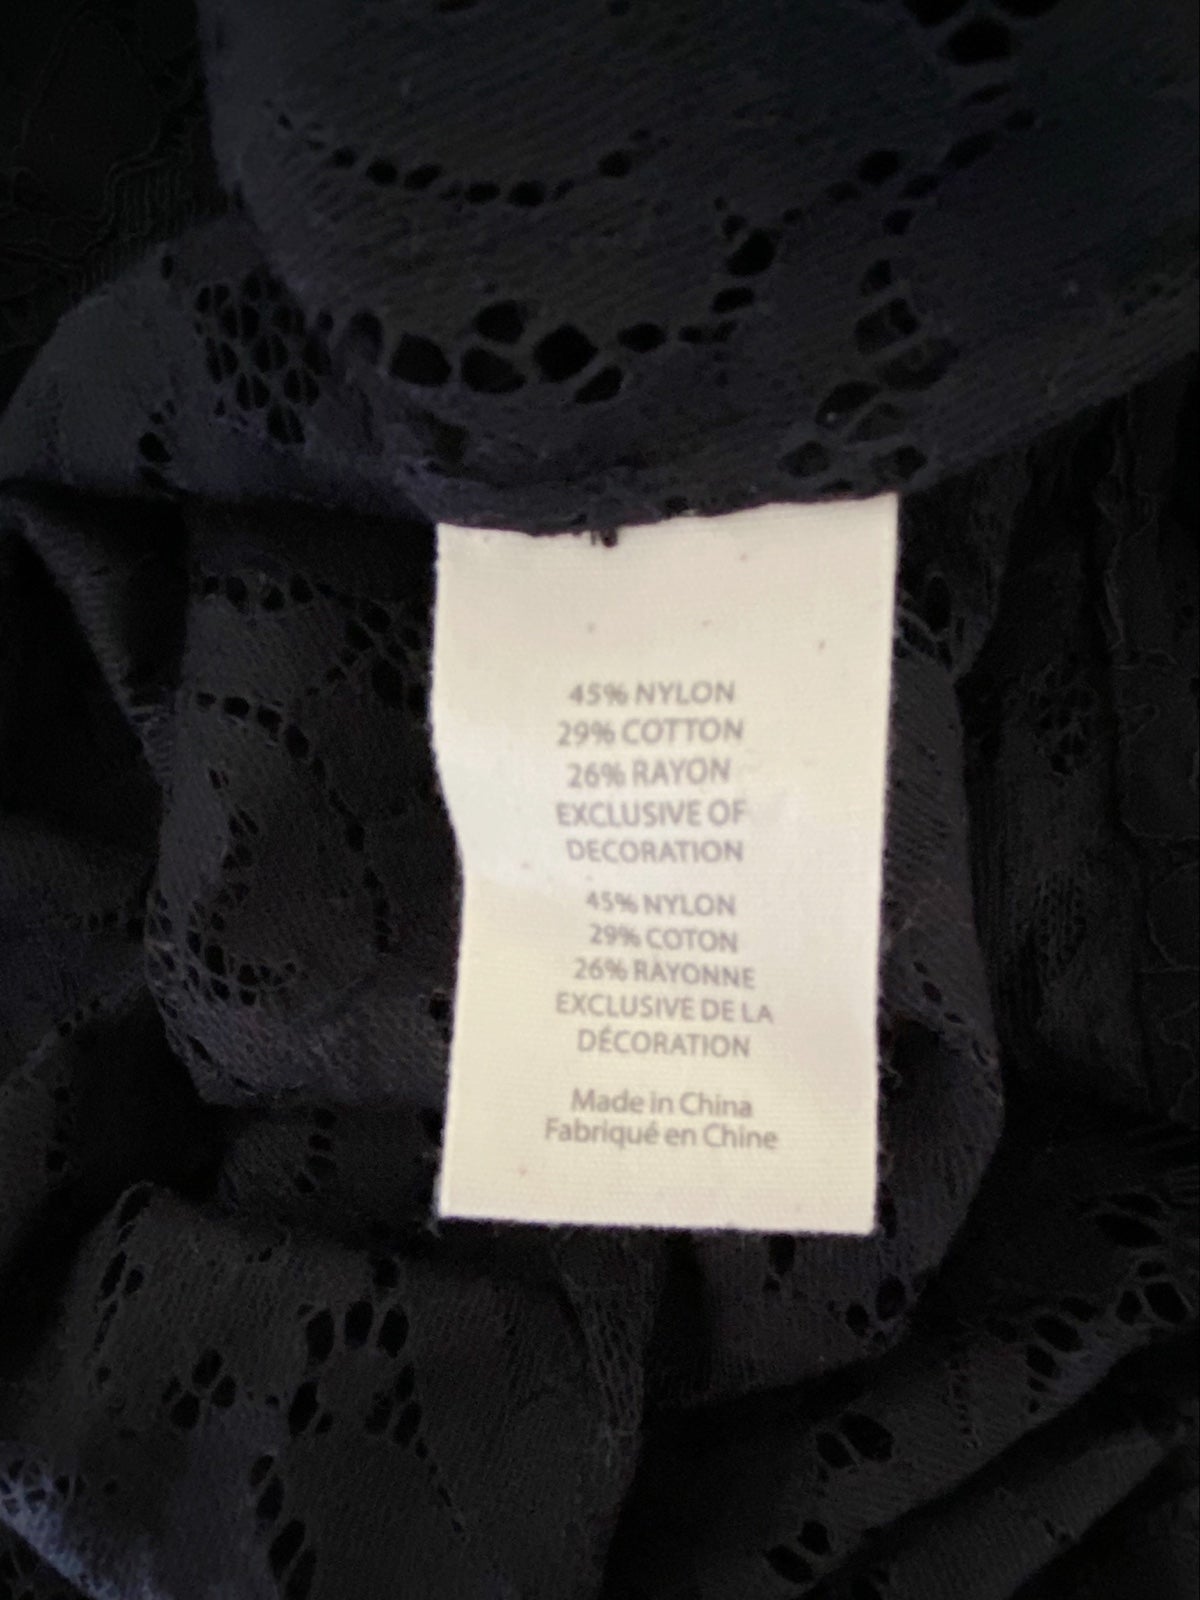 45% NYLON
29% COTTON
26% RAYON
EXCLUSIVE OF
DECORATION
45% NYLON
29% COTON
26% RAYONNE
EXCLUSIVE DE LA
DÉCORATION
Made in China
Fabriqué en Chine